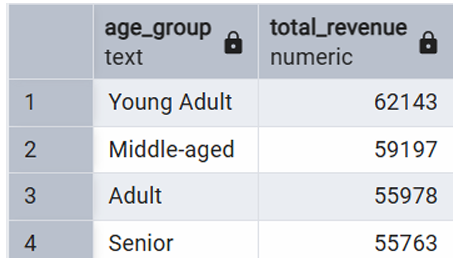 age_group total_revenue
text numeric
1 Young Adult 62143
2 Middle-aged 59197
3 Adult 55978
4 Senior 55763